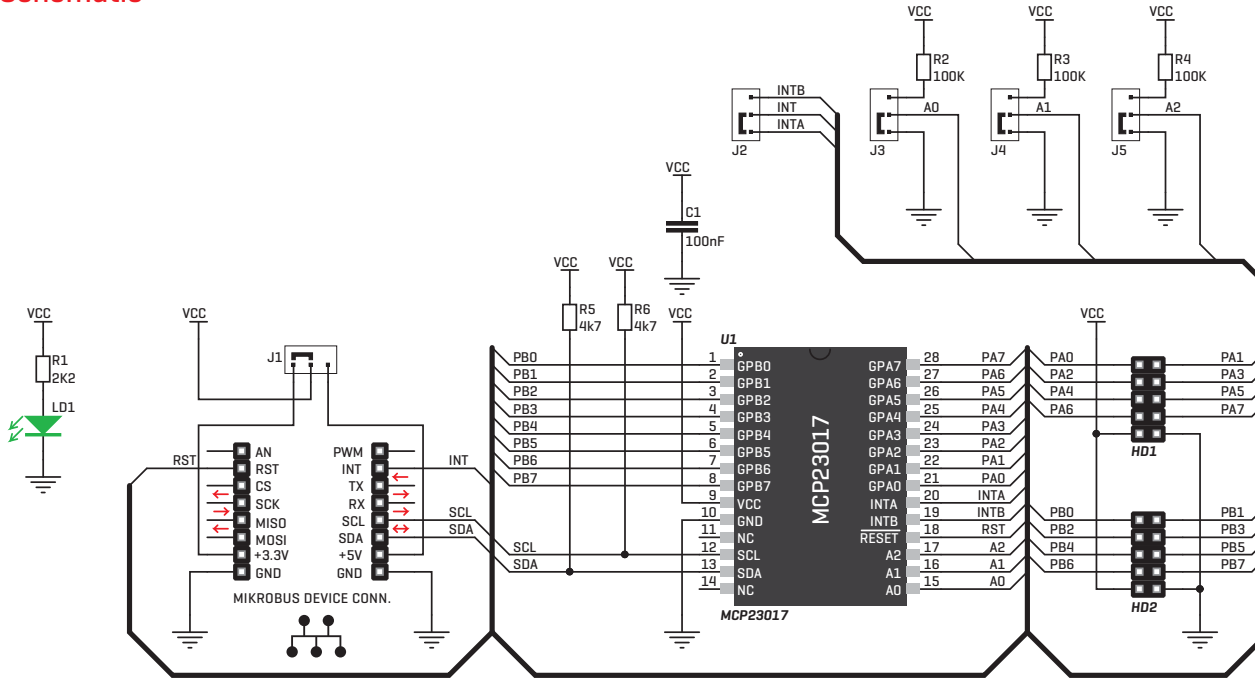 VCC
R2
100K
VCC
R3
100K
VCC
R4
100K
INTB
INT
INTA
J2
A0
J3
A1
J4
A2
J5
VCC
C1
100nF
VCC
R5
4k7
VCC
R6
4k7
VCC
R1
2K2
LD1
VCC
J1
RST
AN
RST
CS
SCK
MISO
MOSI
+3.3V
GND
PWM
INT
TX
RX
SCL
SDA
+5V
GND
INT
SCL
SDA
MIKROBUS DEVICE CONN.
PB0
PB1
PB2
PB3
PB4
PB5
PB6
PB7
SCL
SDA
VCC
U1
1 GPB0
2 GPB1
3 GPB2
4 GPB3
5 GPB4
6 GPB5
7 GPB6
8 GPB7
9 VCC
10 GND
11 NC
12 SCL
13 SDA
14 NC
MCP23017
GPA7 28 PA7
GPA6 27 PA6
GPA5 26 PA5
GPA4 25 PA4
GPA3 24 PA3
GPA2 23 PA2
GPA1 22 PA1
GPA0 21 PA0
INTA 20 INTA
INTB 19 INTB
RESET 18 RST
A2 17 A2
A1 16 A1
A0 15 A0
MCP23017
VCC
PA0
PA2
PA4
PA6
PA1
PA3
PA5
PA7
HD1
PB0
PB2
PB4
PB6
PB1
PB3
PB5
PB7
HD2